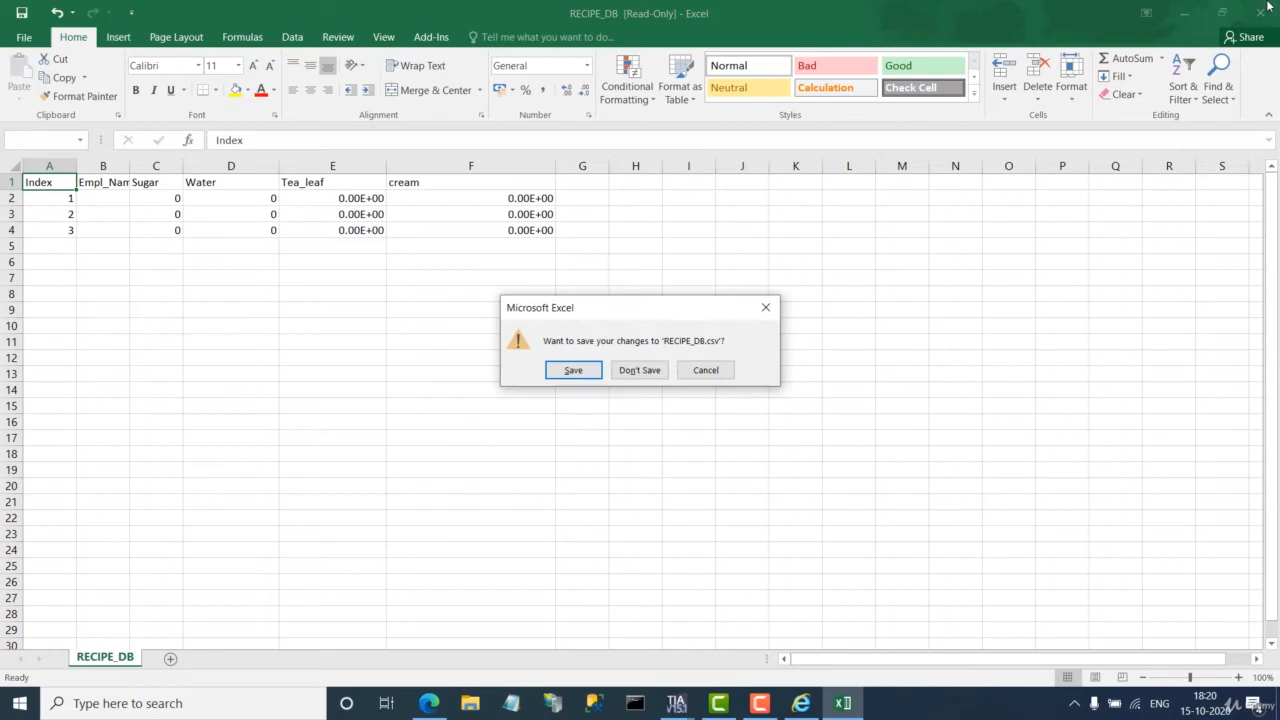 RECIPE_DB [Read-Only] - Excel
File Home Insert Page Layout Formulas Data Review View Add-Ins Tell me what you want to do... Share
Paste
Cut
Copy
Format Painter
Clipboard
Calibri 11
B I U
Font
Wrap Text
Merge & Center
Alignment
General
Number
Conditional Formatting
Format as Table
Normal Bad Good
Neutral Calculation Check Cell
Styles
Insert Delete Format
Cells
AutoSum
Fill
Clear
Sort & Filter
Find & Select
Editing
fx Index
A B C D E F G H I J K L M N O P Q R S
1 Index Empl_Nam Sugar Water Tea_leaf cream
2 1 0 0 0.00E+00 0.00E+00
3 2 0 0 0.00E+00 0.00E+00
4 3 0 0 0.00E+00 0.00E+00
5
6
7
8
9
10
11
12
13
14
15
16
17
18
19
20
21
22
23
24
25
26
27
28
29
30
Microsoft Excel
Want to save your changes to 'RECIPE_DB.csv'?
Save Don't Save Cancel
RECIPE_DB
Ready 100%
Type here to search
ENG
18:20
15-10-2020